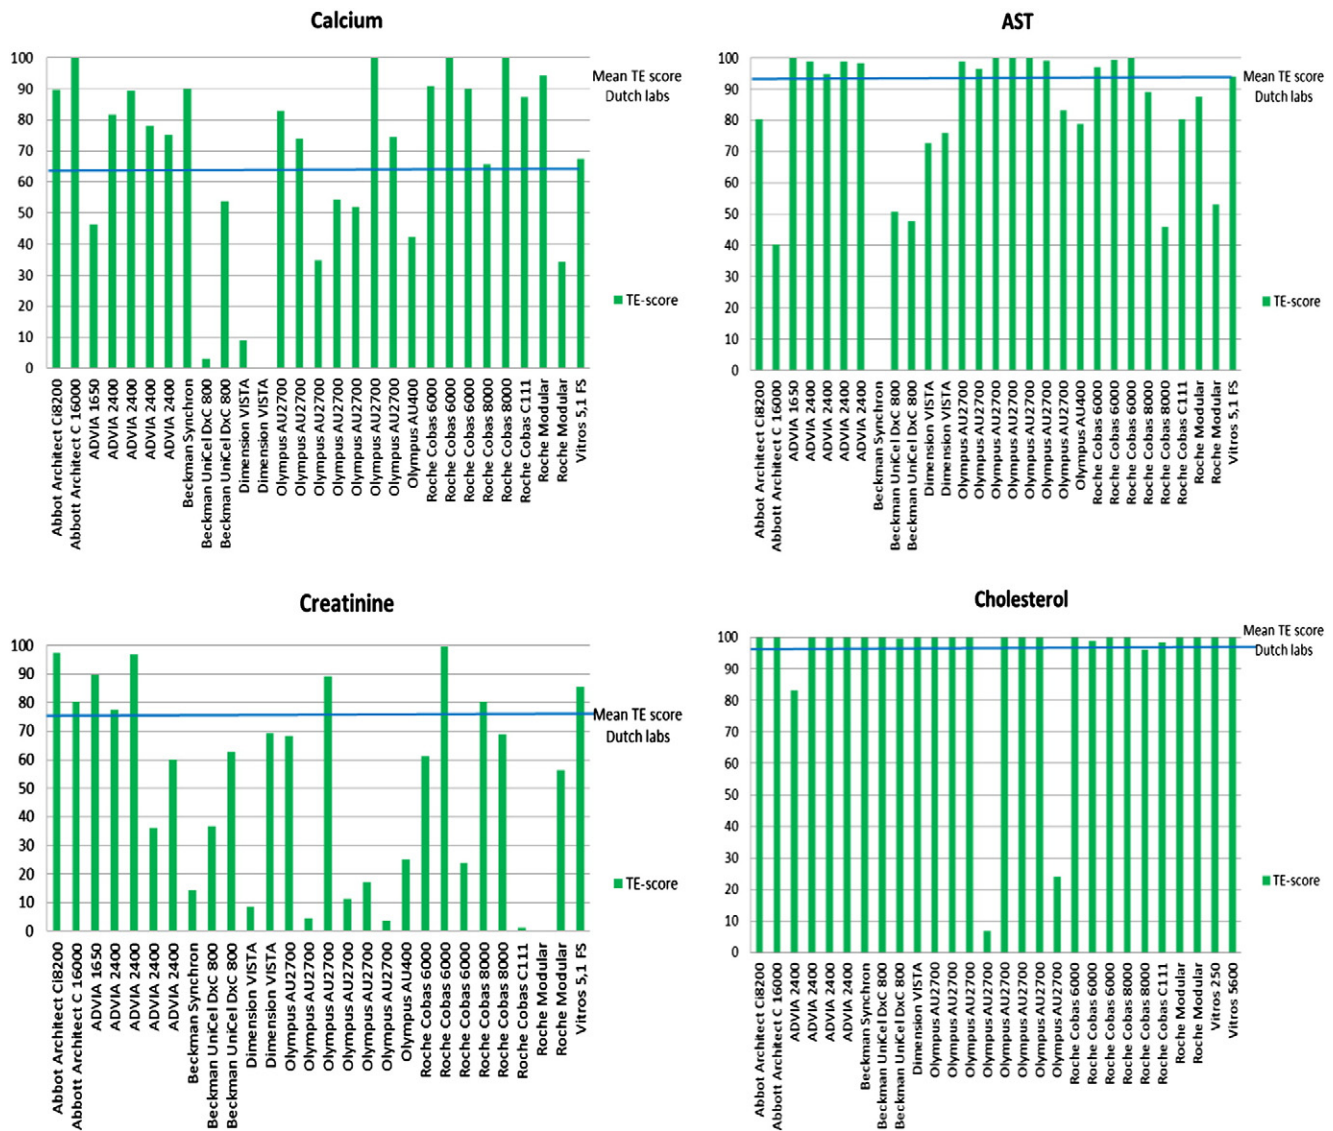 Calcium
100
90
80
70
60
50
40
30
20
10
0
Mean TE score
Dutch labs
TE-score
Abbot Architect Ci8200
Abbott Architect C 16000
ADVIA 1650
ADVIA 2400
ADVIA 2400
ADVIA 2400
ADVIA 2400
Beckman Synchron
Beckman UniCel DxC 800
Beckman UniCel DxC 800
Dimension VISTA
Dimension VISTA
Olympus AU2700
Olympus AU2700
Olympus AU2700
Olympus AU2700
Olympus AU2700
Olympus AU2700
Olympus AU2700
Olympus AU400
Roche Cobas 6000
Roche Cobas 6000
Roche Cobas 6000
Roche Cobas 8000
Roche Cobas 8000
Roche Cobas C111
Roche Modular
Roche Modular
Vitros 5,1 FS
AST
100
90
80
70
60
50
40
30
20
10
0
Mean TE score
Dutch labs
TE-score
Abbot Architect Ci8200
Abbott Architect C 16000
ADVIA 1650
ADVIA 2400
ADVIA 2400
ADVIA 2400
ADVIA 2400
Beckman Synchron
Beckman UniCel DxC 800
Beckman UniCel DxC 800
Dimension VISTA
Dimension VISTA
Olympus AU2700
Olympus AU2700
Olympus AU2700
Olympus AU2700
Olympus AU2700
Olympus AU2700
Olympus AU2700
Olympus AU400
Roche Cobas 6000
Roche Cobas 6000
Roche Cobas 6000
Roche Cobas 8000
Roche Cobas 8000
Roche Cobas C111
Roche Modular
Roche Modular
Vitros 5,1 FS
Creatinine
100
90
80
70
60
50
40
30
20
10
0
Mean TE score
Dutch labs
TE-score
Abbot Architect Ci8200
Abbott Architect C 16000
ADVIA 1650
ADVIA 2400
ADVIA 2400
ADVIA 2400
ADVIA 2400
Beckman Synchron
Beckman UniCel DxC 800
Beckman UniCel DxC 800
Dimension VISTA
Dimension VISTA
Olympus AU2700
Olympus AU2700
Olympus AU2700
Olympus AU2700
Olympus AU2700
Olympus AU2700
Olympus AU400
Roche Cobas 6000
Roche Cobas 6000
Roche Cobas 6000
Roche Cobas 8000
Roche Cobas 8000
Roche Cobas C111
Roche Modular
Roche Modular
Vitros 5,1 FS
Cholesterol
100
90
80
70
60
50
40
30
20
10
0
Mean TE score
Dutch labs
TE-score
Abbot Architect Ci8200
Abbott Architect C 16000
ADVIA 2400
ADVIA 2400
ADVIA 2400
ADVIA 2400
Beckman Synchron
Beckman UniCel DxC 800
Beckman UniCel DxC 800
Dimension VISTA
Olympus AU2700
Olympus AU2700
Olympus AU2700
Olympus AU2700
Olympus AU2700
Olympus AU2700
Olympus AU2700
Olympus AU2700
Roche Cobas 6000
Roche Cobas 6000
Roche Cobas 6000
Roche Cobas 8000
Roche Cobas 8000
Roche Cobas C111
Roche Modular
Roche Modular
Vitros 250
Vitros 5600